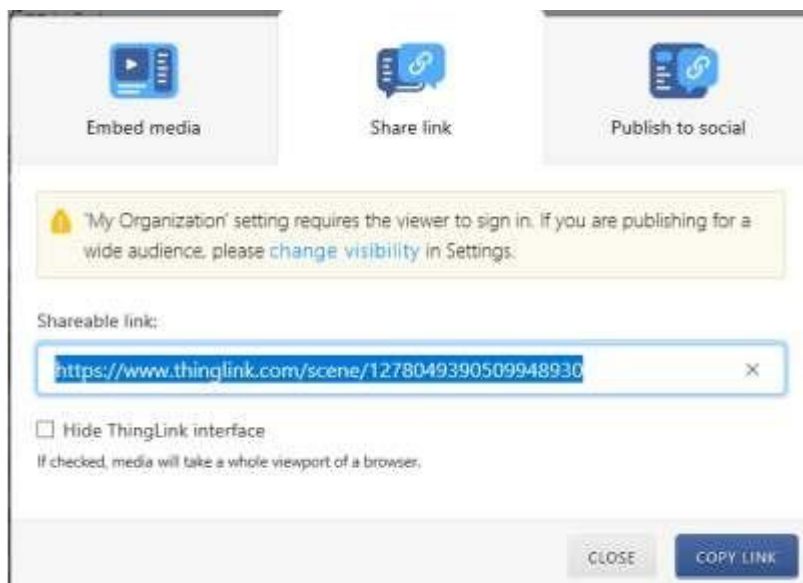 Embed media
Share link
Publish to social
'My Organization' setting requires the viewer to sign in. If you are publishing for a
wide audience, please change visibility in Settings.
Shareable link:
https://www.thinglink.com/scene/1278049390509948930
Hide ThingLink interface
If checked, media will take a whole viewport of a browser.
CLOSE
COPY LINK